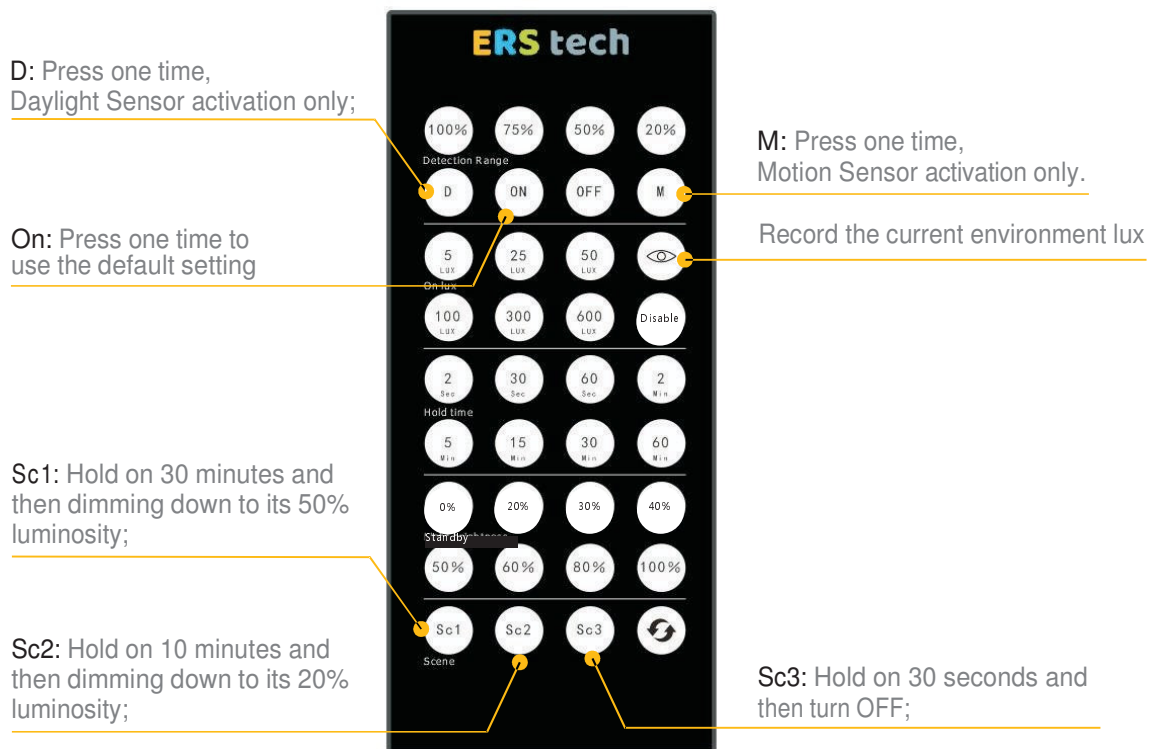 ERS tech
D: Press one time,
Daylight Sensor activation only;
100% 75% 50% 20%
Detection Range
M: Press one time,
Motion Sensor activation only.
D ON OFF M
On: Press one time to
use the default setting
Record the current environment lux
5 Lux 25 Lux 50 Lux
On lux
100 Lux 300 Lux 600 Lux Disable
2 Sec 30 Sec 60 Sec 2 Min
Hold time
5 Min 15 Min 30 Min 60 Min
Sc1: Hold on 30 minutes and
then dimming down to its 50%
luminosity;
0% 20% 30% 40%
Standby
50% 60% 80% 100%
Sc1 Sc2 Sc3
Scene
Sc2: Hold on 10 minutes and
then dimming down to its 20%
luminosity;
Sc3: Hold on 30 seconds and
then turn OFF;